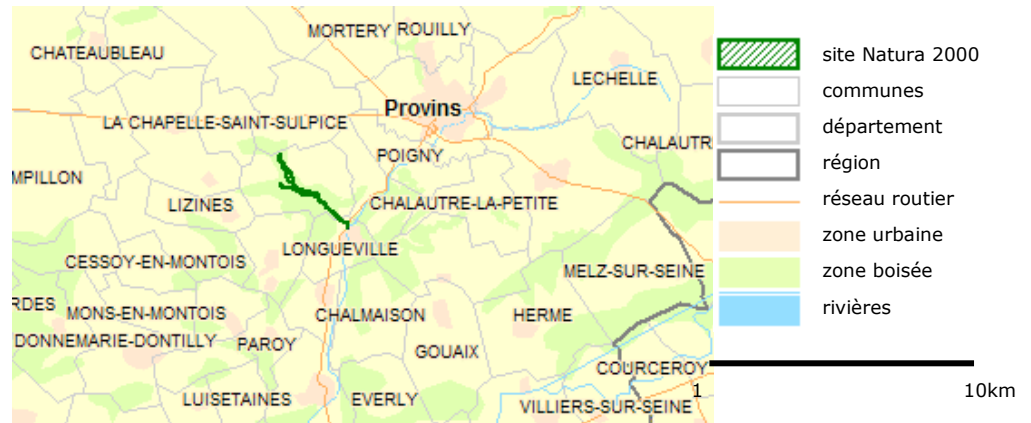 MORTERY ROUILLY
CHATEAUBLEAU
LECHELLE
Provins
LA CHAPELLE-SAINT-SULPICE
CHALAUTR
POIGNY
MPILLON
LIZINES
CHALAUTRE-LA-PETITE
LONGUEVILLE
CESSOY-EN-MONTOIS
MELZ-SUR-SEINE
RDES
MONS-EN-MONTOIS
CHALMAISON
HERME
DONNEMARIE-DONTILLY
PAROY
GOUAIX
COURCEROY
LUISETAINES
EVERLY
VILLIERS-SUR-SEINE
site Natura 2000
communes
département
région
réseau routier
zone urbaine
zone boisée
rivières
1
10km